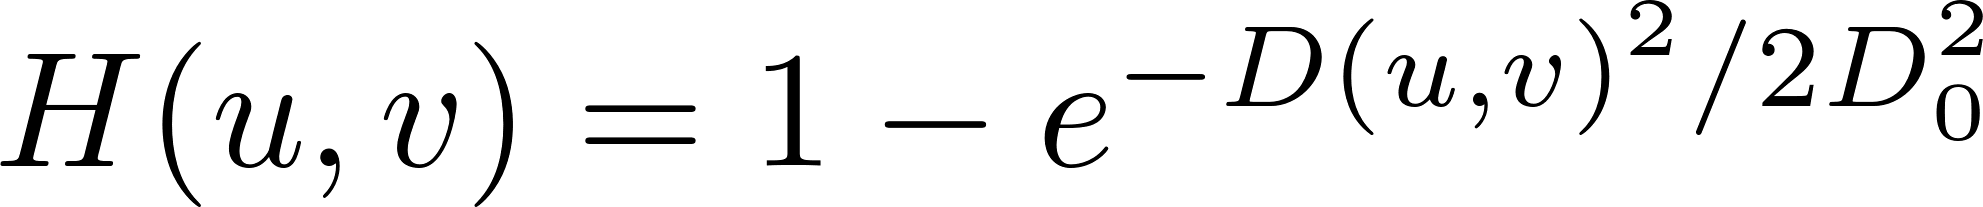 H(u,v) = 1 − e^{−D(u,v)^2/2D_0^2}